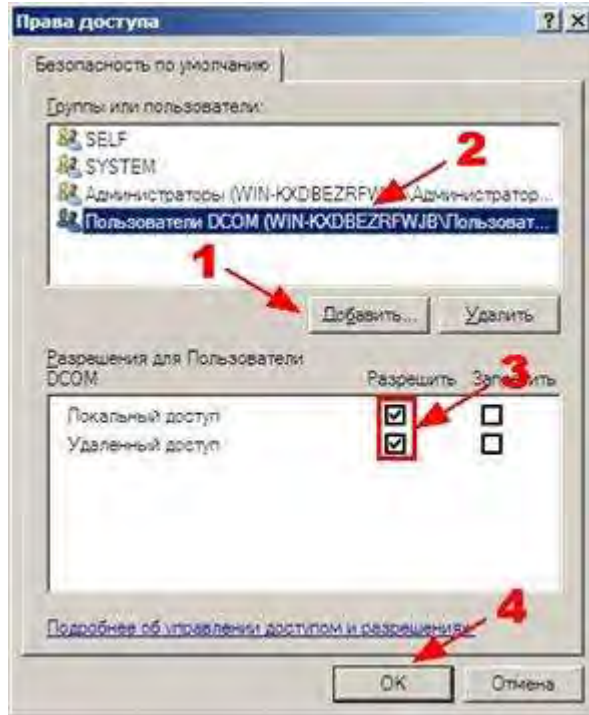 Права доступа
Безопасность по умолчанию
Группы или пользователи:
SELF
SYSTEM
2
Администраторы (WIN-KXDBEZRFW Администратор...
Пользователи DCOM (WIN-KXDBEZRFWJB\Пользоват...
1
Добавить... Удалить
Разрешения для Пользователи
DCOM Разрешить
3
Локальный доступ
Удаленный доступ
4
Подробнее об управлении доступом и разрешениях
OK Отмена